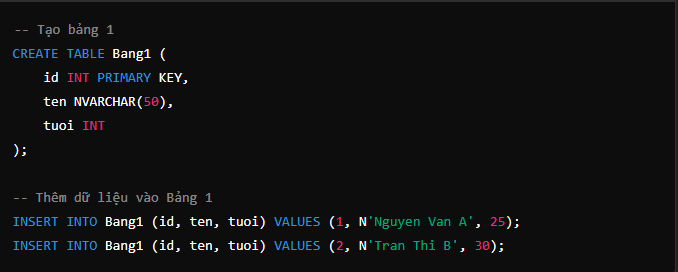 -- Tạo bảng 1
CREATE TABLE Bang1 (
    id INT PRIMARY KEY,
    ten NVARCHAR(50),
    tuoi INT
);

-- Thêm dữ liệu vào Bảng 1
INSERT INTO Bang1 (id, ten, tuoi) VALUES (1, N'Nguyen Van A', 25);
INSERT INTO Bang1 (id, ten, tuoi) VALUES (2, N'Tran Thi B', 30);